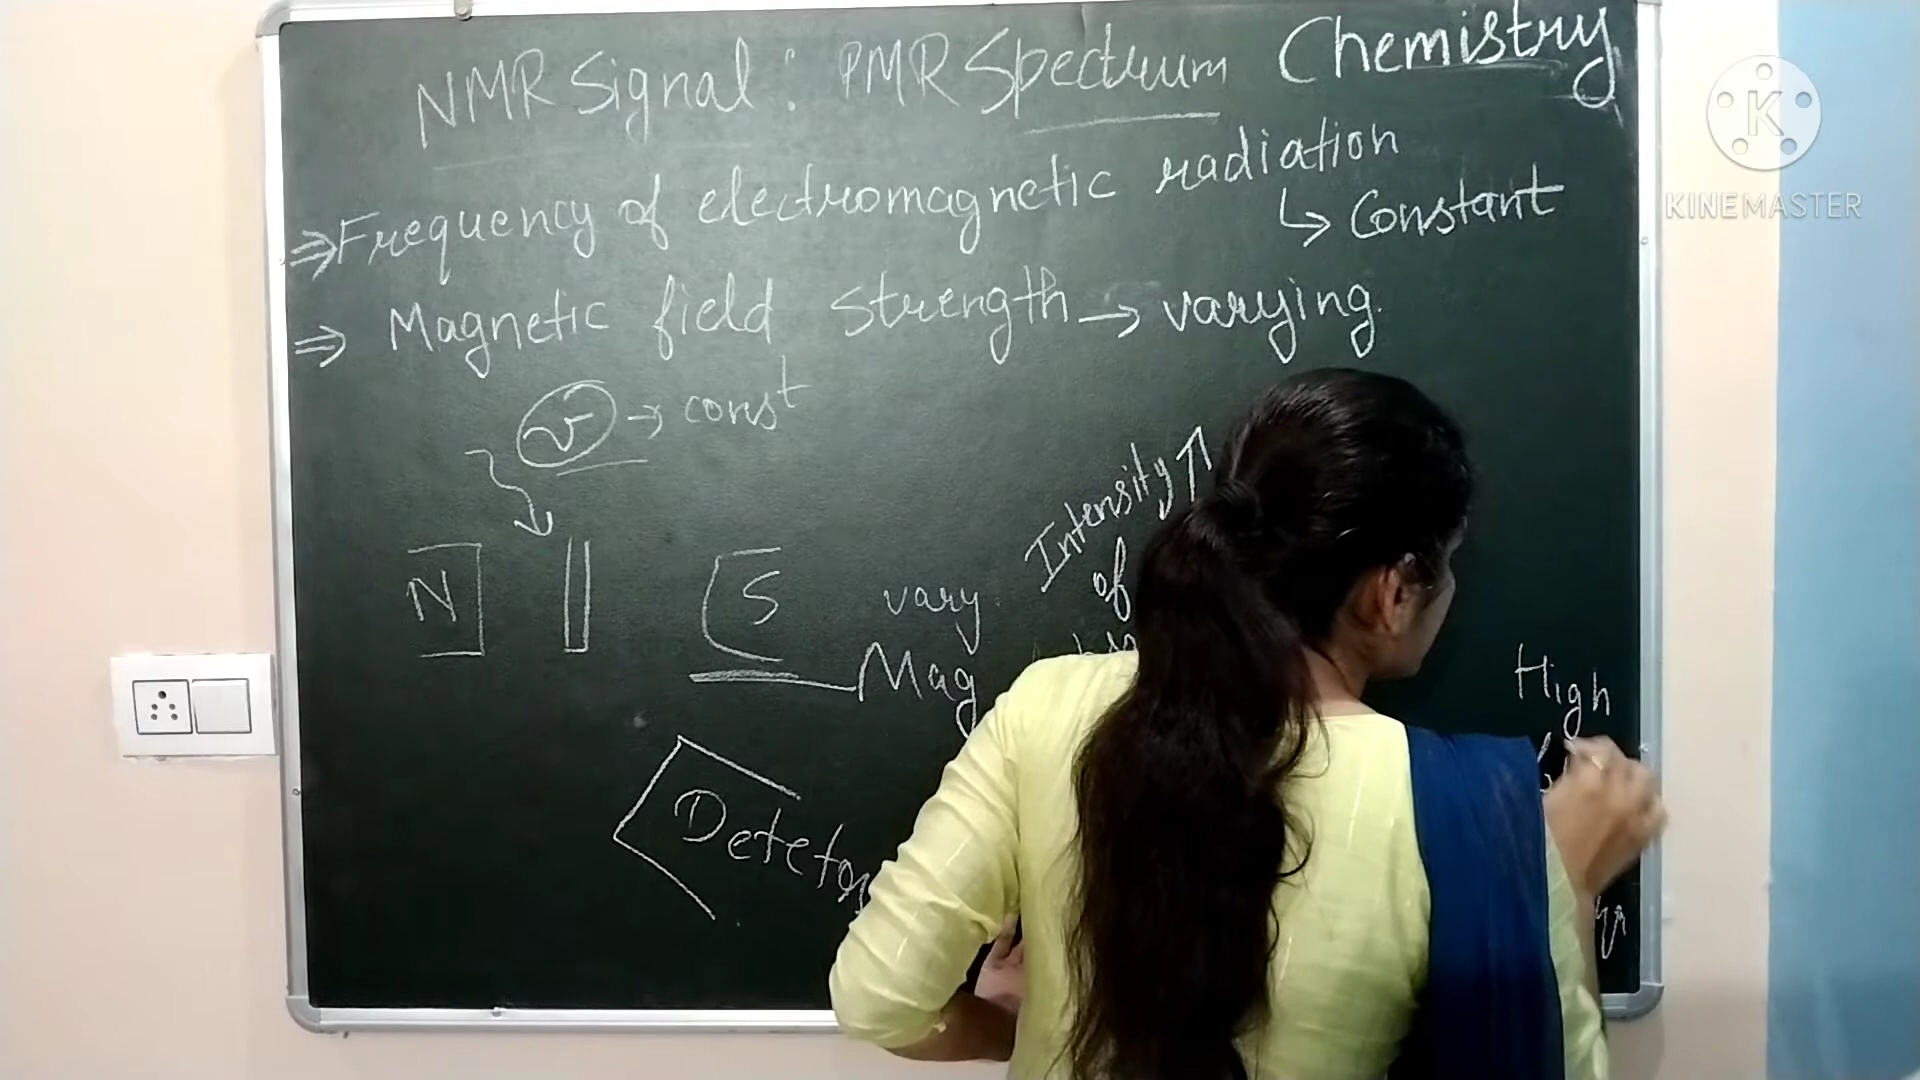 NMR Signal : PMR Spectrum Chemistry
K
KINEMASTER
⇒ Frequency of electromagnetic radiation
↳ Constant
⇒ Magnetic field strength → varying.
ν → const
N
S
vary
Mag
Intensity ↑
of
Detetor
High